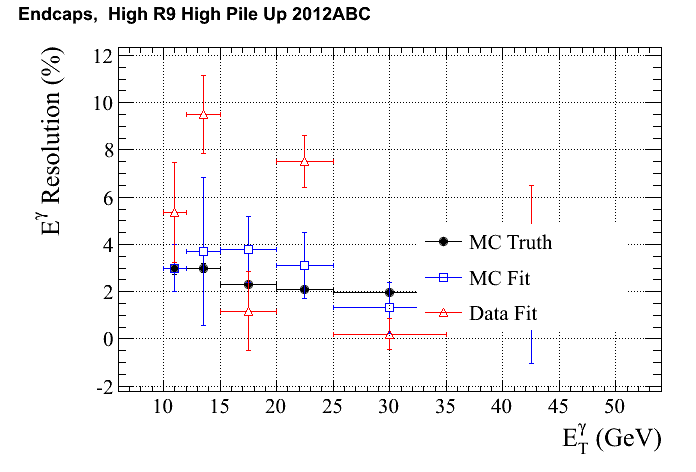 Endcaps, High R9 High Pile Up 2012ABC
E^γ Resolution (%)
12
10
8
6
4
2
0
-2
MC Truth
MC Fit
Data Fit
10 15 20 25 30 35 40 45 50
E_T^γ (GeV)